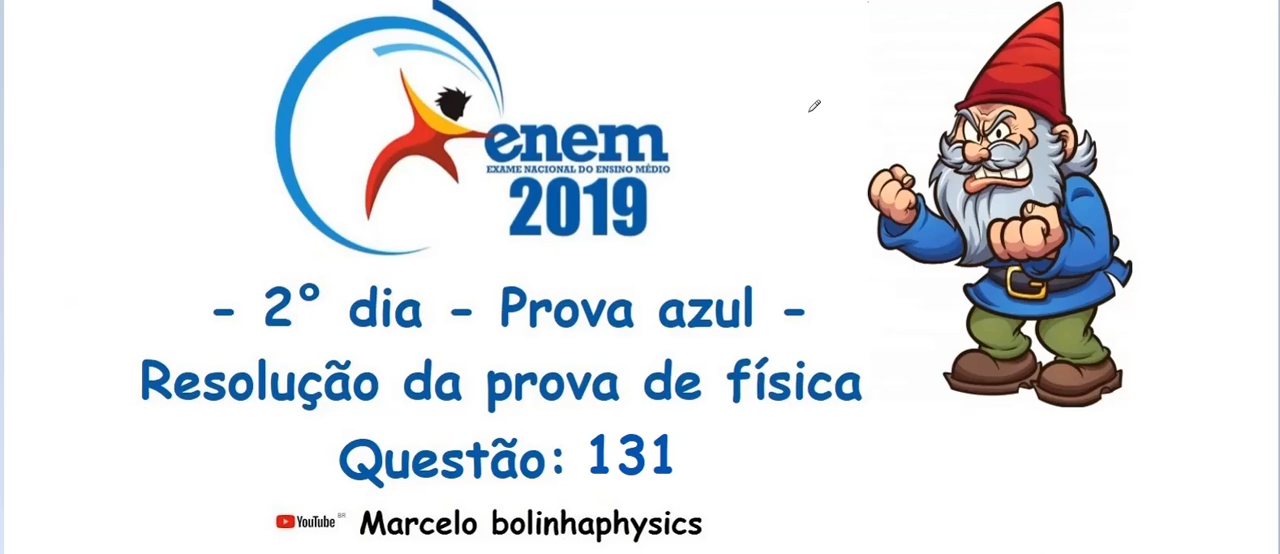 enem
EXAME NACIONAL DO ENSINO MÉDIO
2019
- 2° dia - Prova azul -
Resolução da prova de física
Questão: 131
YouTube BR Marcelo bolinhaphysics